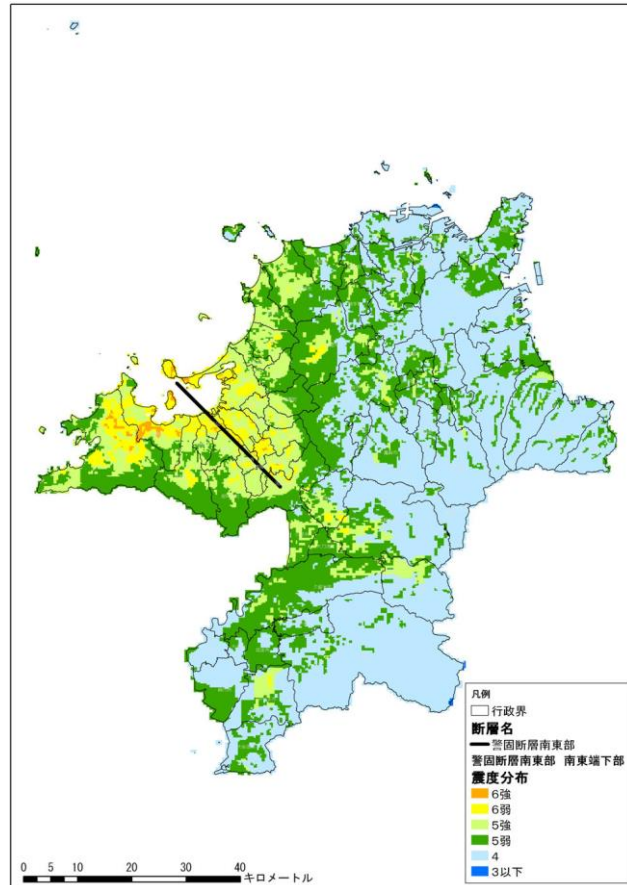 凡例
行政界
断層名
警固断層南東部
警固断層南東部 南東端下部
震度分布
6強
6弱
5強
5弱
4
3以下
0 5 10 20 30 40
キロメートル